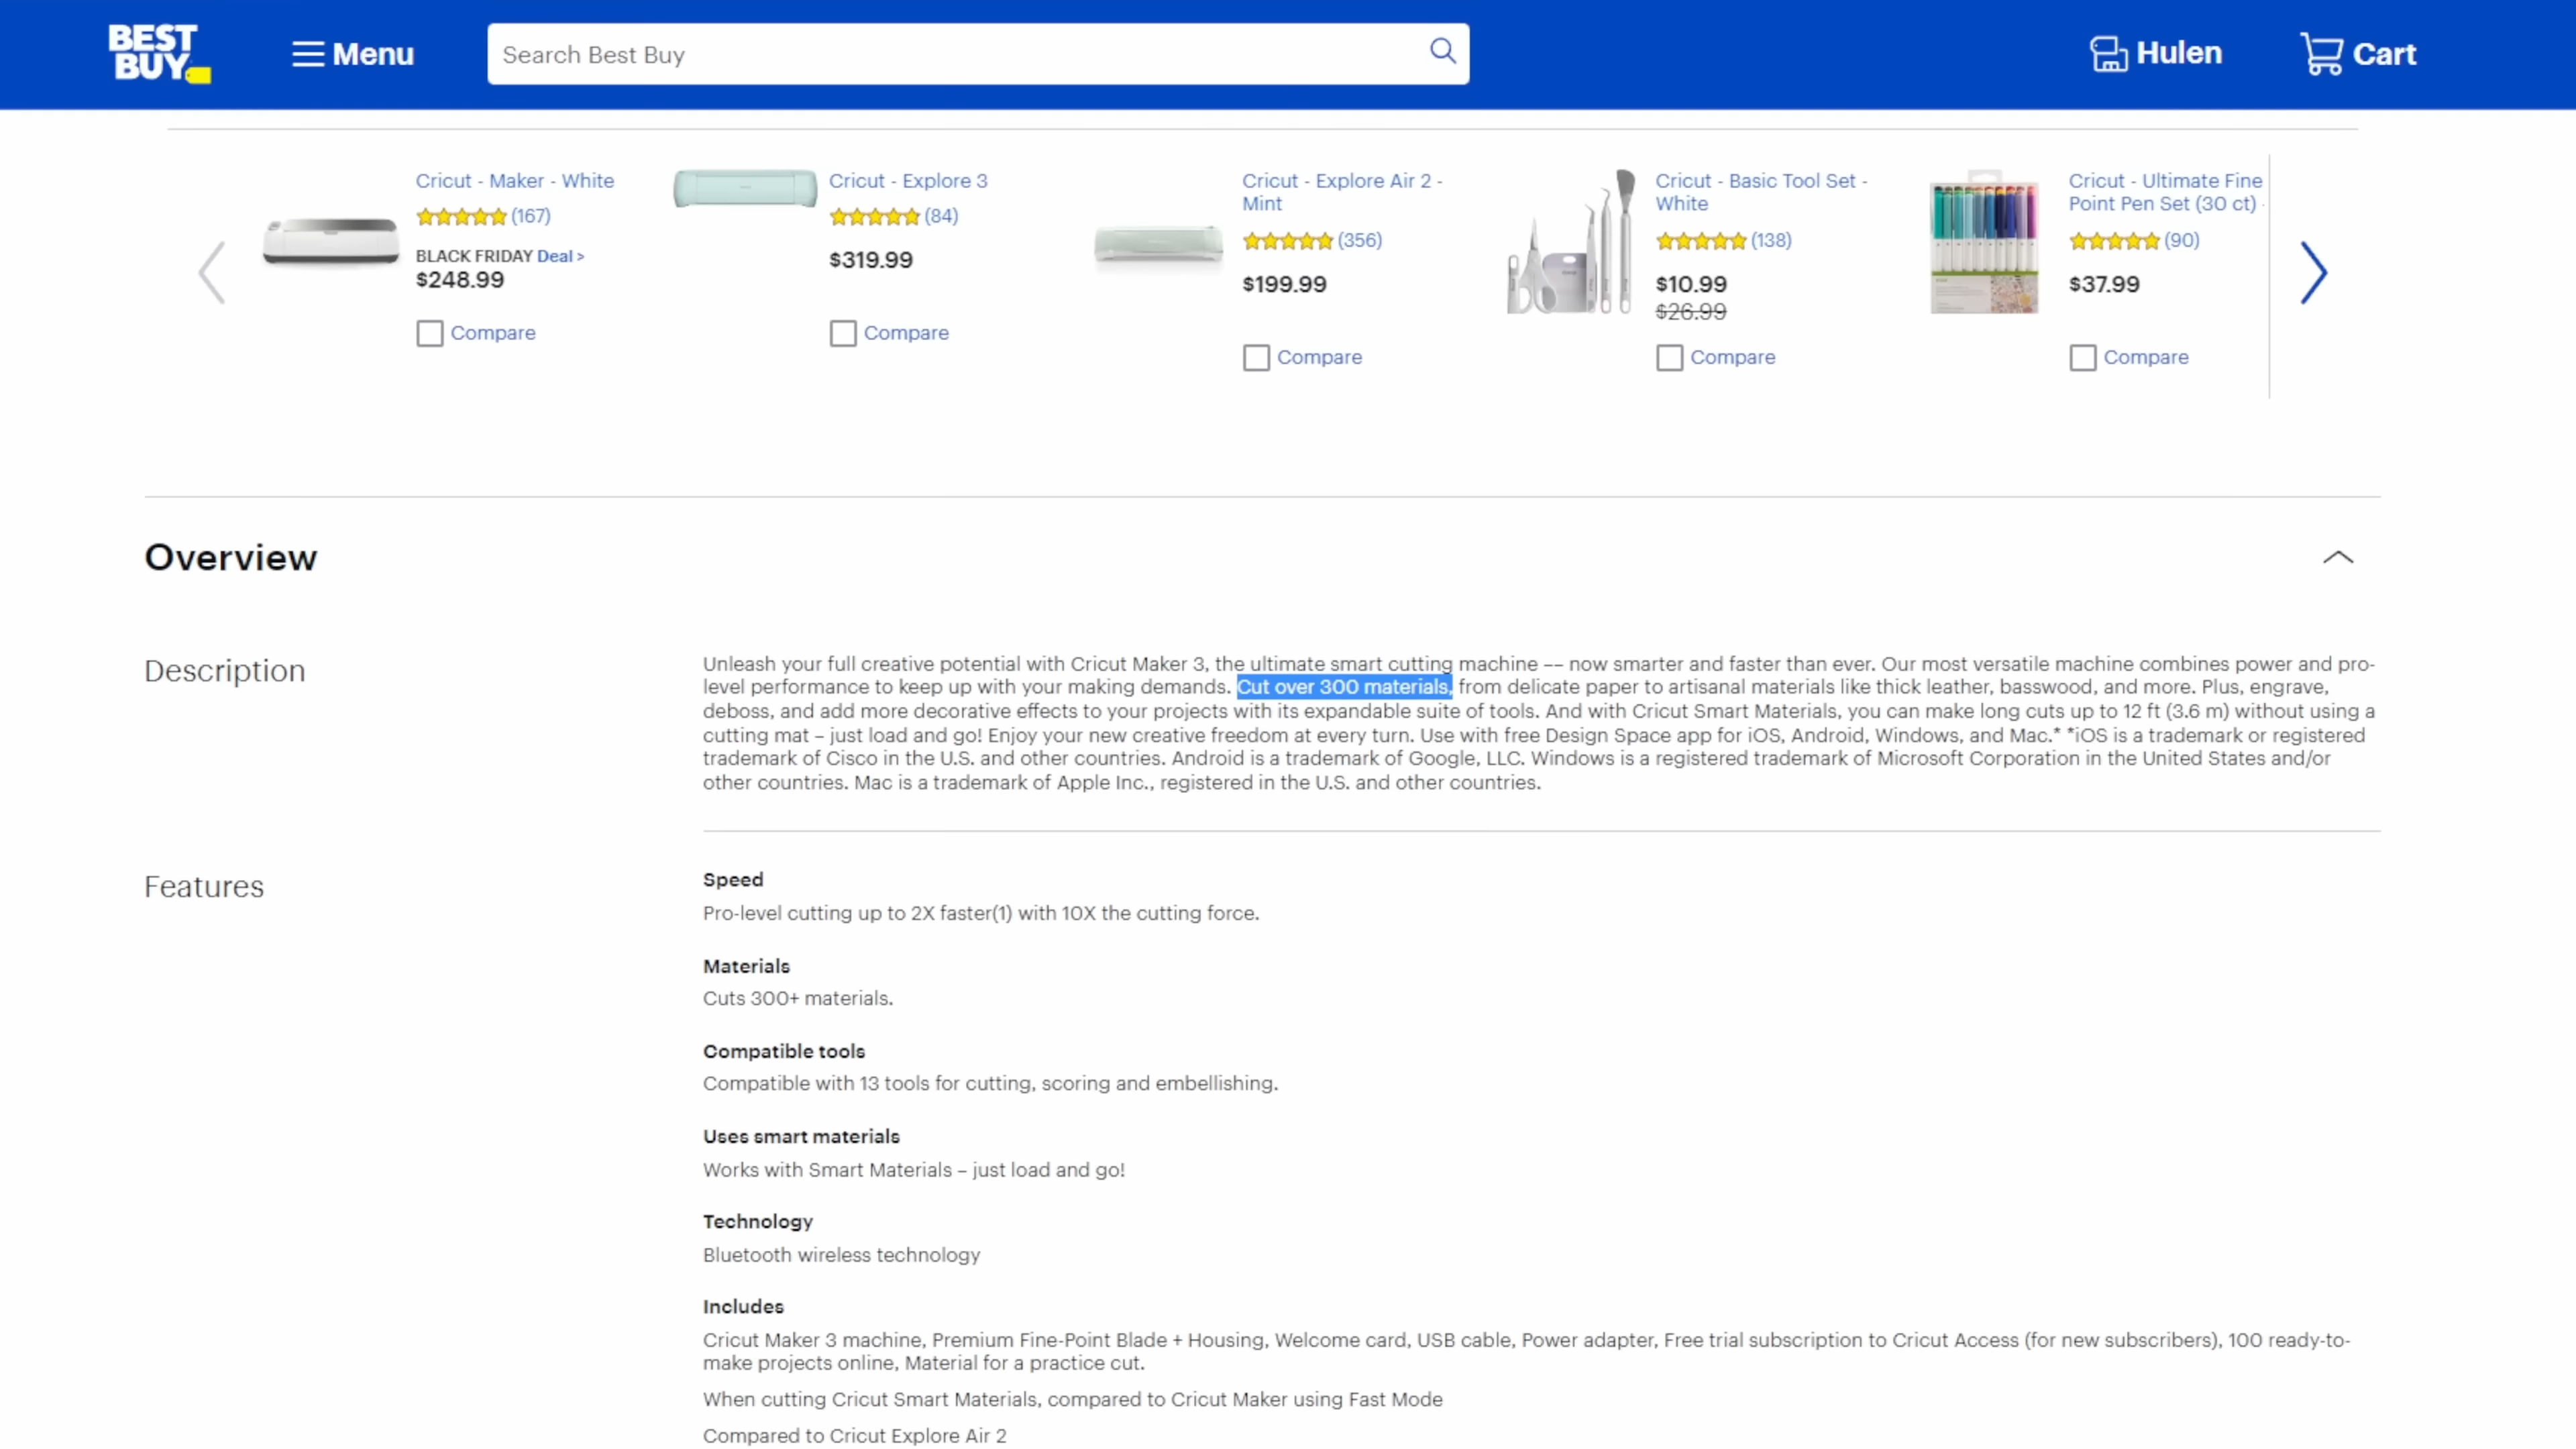 BEST BUY
Menu
Search Best Buy
Hulen
Cart
Cricut - Maker - White
(167)
BLACK FRIDAY Deal >
$248.99
Compare
Cricut - Explore 3
(84)
$319.99
Compare
Cricut - Explore Air 2 -
Mint
(356)
$199.99
Compare
Cricut - Basic Tool Set -
White
(138)
$10.99
$26.99
Compare
Cricut - Ultimate Fine
Point Pen Set (30 ct) -
(90)
$37.99
Compare
Overview
Description
Unleash your full creative potential with Cricut Maker 3, the ultimate smart cutting machine –– now smarter and faster than ever. Our most versatile machine combines power and pro-
level performance to keep up with your making demands. Cut over 300 materials, from delicate paper to artisanal materials like thick leather, basswood, and more. Plus, engrave,
deboss, and add more decorative effects to your projects with its expandable suite of tools. And with Cricut Smart Materials, you can make long cuts up to 12 ft (3.6 m) without using a
cutting mat – just load and go! Enjoy your new creative freedom at every turn. Use with free Design Space app for iOS, Android, Windows, and Mac.* *iOS is a trademark or registered
trademark of Cisco in the U.S. and other countries. Android is a trademark of Google, LLC. Windows is a registered trademark of Microsoft Corporation in the United States and/or
other countries. Mac is a trademark of Apple Inc., registered in the U.S. and other countries.
Features
Speed
Pro-level cutting up to 2X faster(1) with 10X the cutting force.
Materials
Cuts 300+ materials.
Compatible tools
Compatible with 13 tools for cutting, scoring and embellishing.
Uses smart materials
Works with Smart Materials – just load and go!
Technology
Bluetooth wireless technology
Includes
Cricut Maker 3 machine, Premium Fine-Point Blade + Housing, Welcome card, USB cable, Power adapter, Free trial subscription to Cricut Access (for new subscribers), 100 ready-to-
make projects online, Material for a practice cut.
When cutting Cricut Smart Materials, compared to Cricut Maker using Fast Mode
Compared to Cricut Explore Air 2